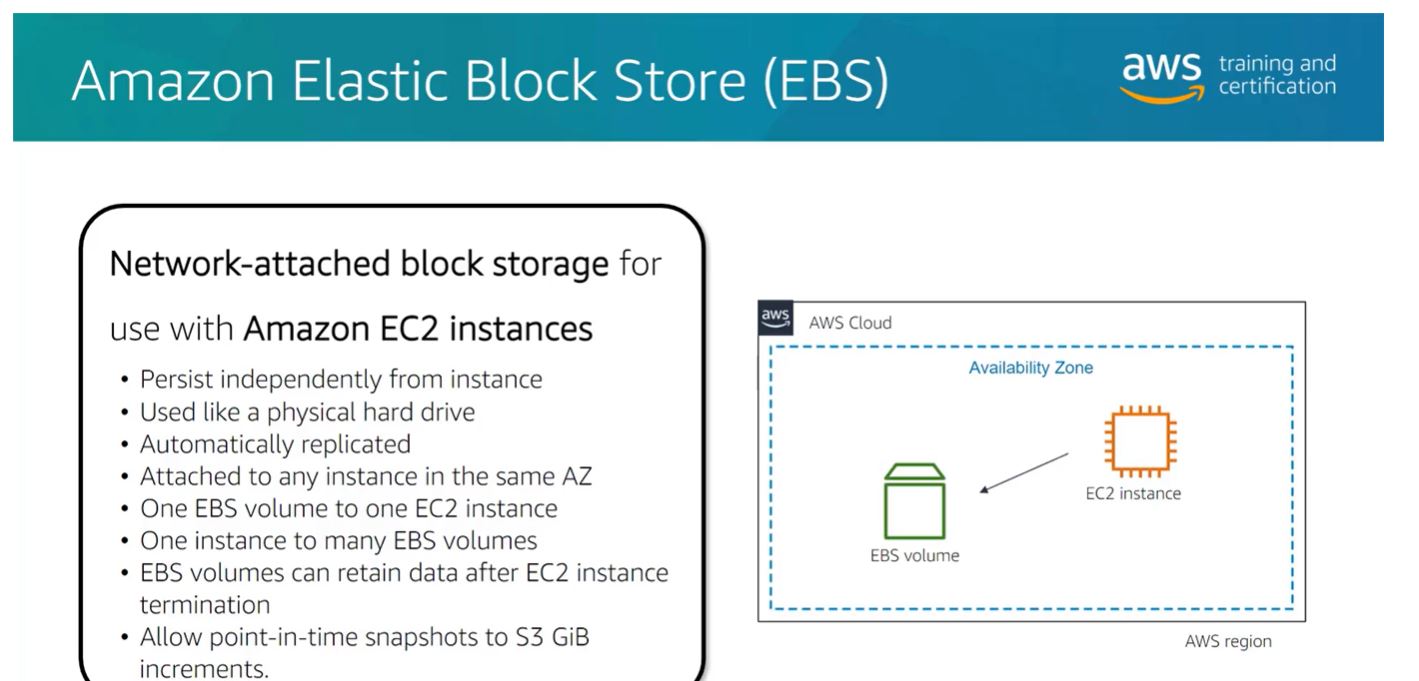 Amazon Elastic Block Store (EBS)
aws training and
certification
Network-attached block storage for
use with Amazon EC2 instances
• Persist independently from instance
• Used like a physical hard drive
• Automatically replicated
• Attached to any instance in the same AZ
• One EBS volume to one EC2 instance
• One instance to many EBS volumes
• EBS volumes can retain data after EC2 instance
termination
• Allow point-in-time snapshots to S3 GiB
increments.
aws
AWS Cloud
Availability Zone
EC2 instance
EBS volume
AWS region